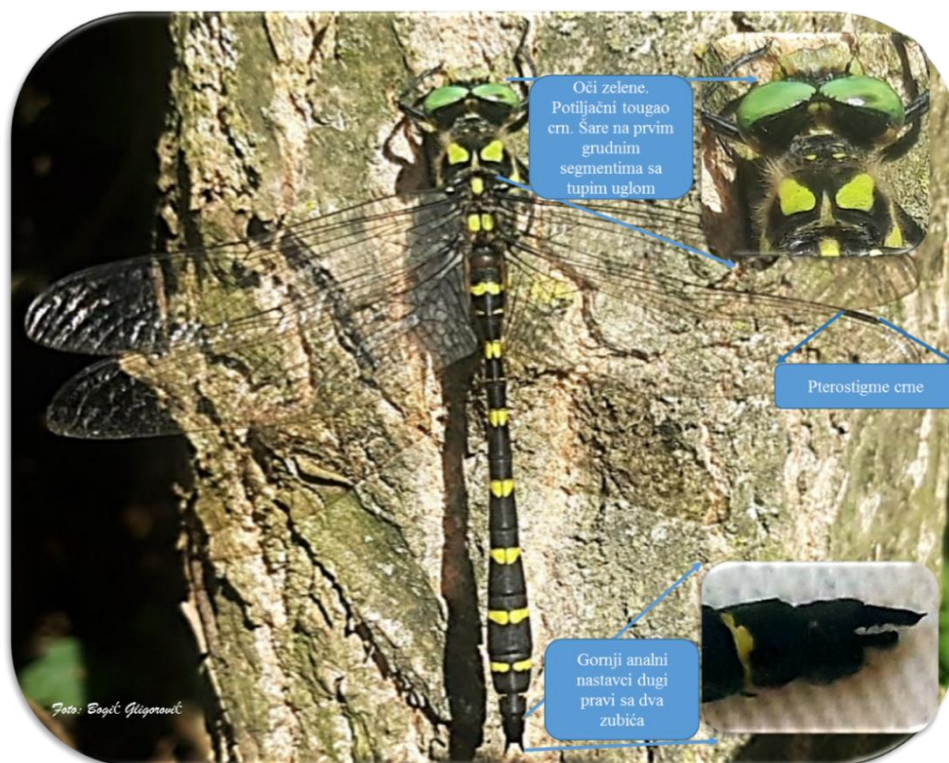 Oči zelene.
Potiljačni tougao
crn. Šare na prvim
grudnim
segmentima sa
tupim uglom
Pterostigme crne
Gornji analni
nastavci dugi
pravi sa dva
zubića
Foto: Bogić Gligorović